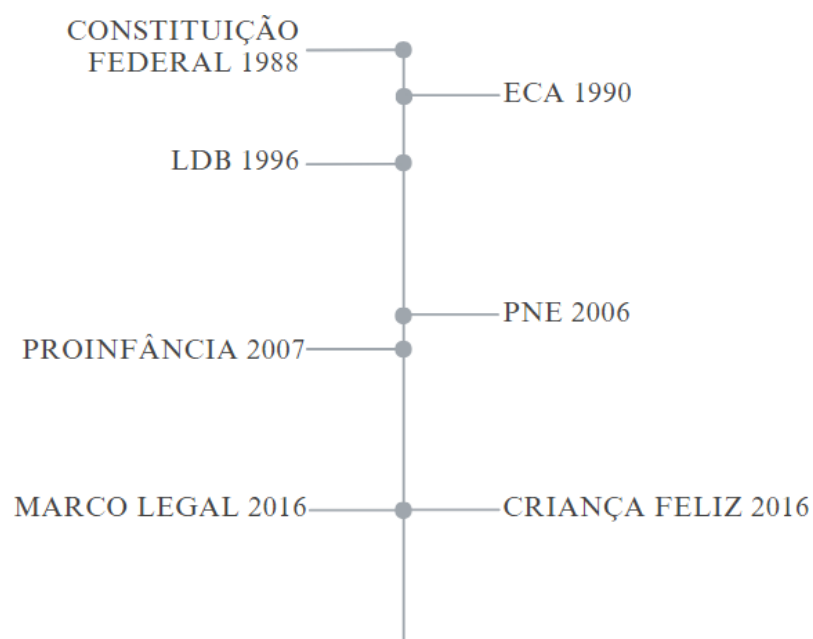 CONSTITUIÇÃO
FEDERAL 1988
ECA 1990
LDB 1996
PNE 2006
PROINFÂNCIA 2007
MARCO LEGAL 2016
CRIANÇA FELIZ 2016